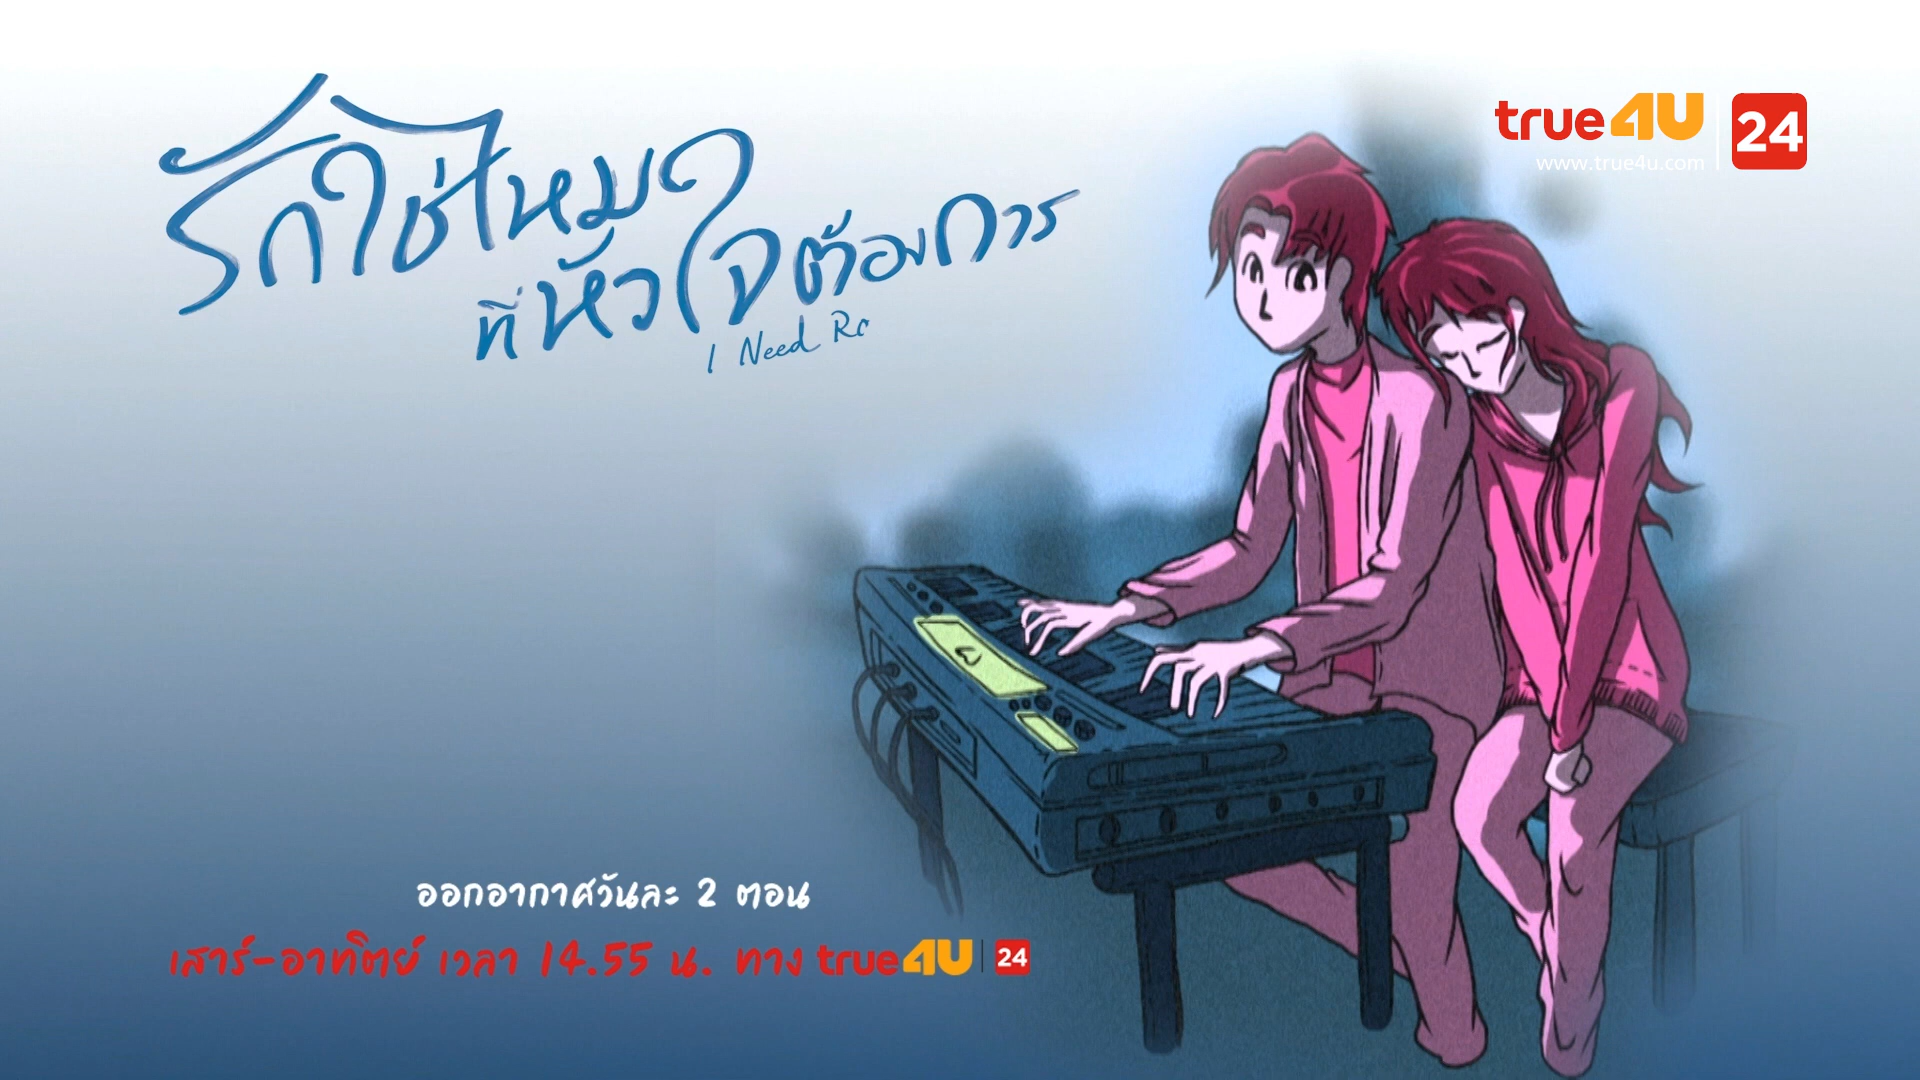 รักใช่ไหม
ที่หัวใจต้องการ
I Need Ro
true4U 24
www.true4u.com
ออกอากาศวันละ 2 ตอน
เสาร์-อาทิตย์ เวลา 14.55 น. ทาง true4U 24